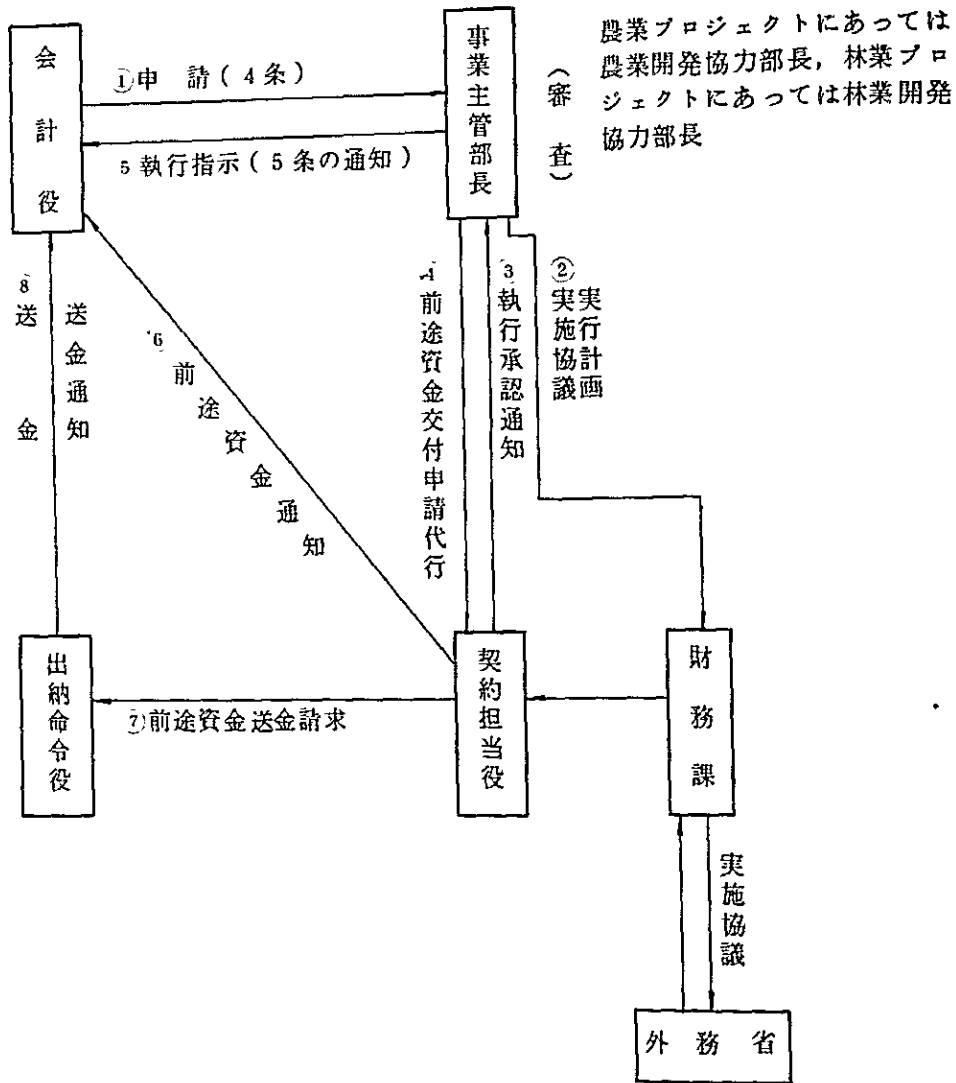 会計役
①申　請（４条）
５執行指示（５条の通知）
事業主管部長
（審　査）
農業プロジェクトにあっては
農業開発協力部長，林業プロ
ジェクトにあっては林業開発
協力部長
８送　金
送金通知
６前途資金通知
４前途資金交付申請代行
３執行承認通知
②実施協議
実行計画
出納命令役
⑦前途資金送金請求
契約担当役
財務課
実施協議
外務省